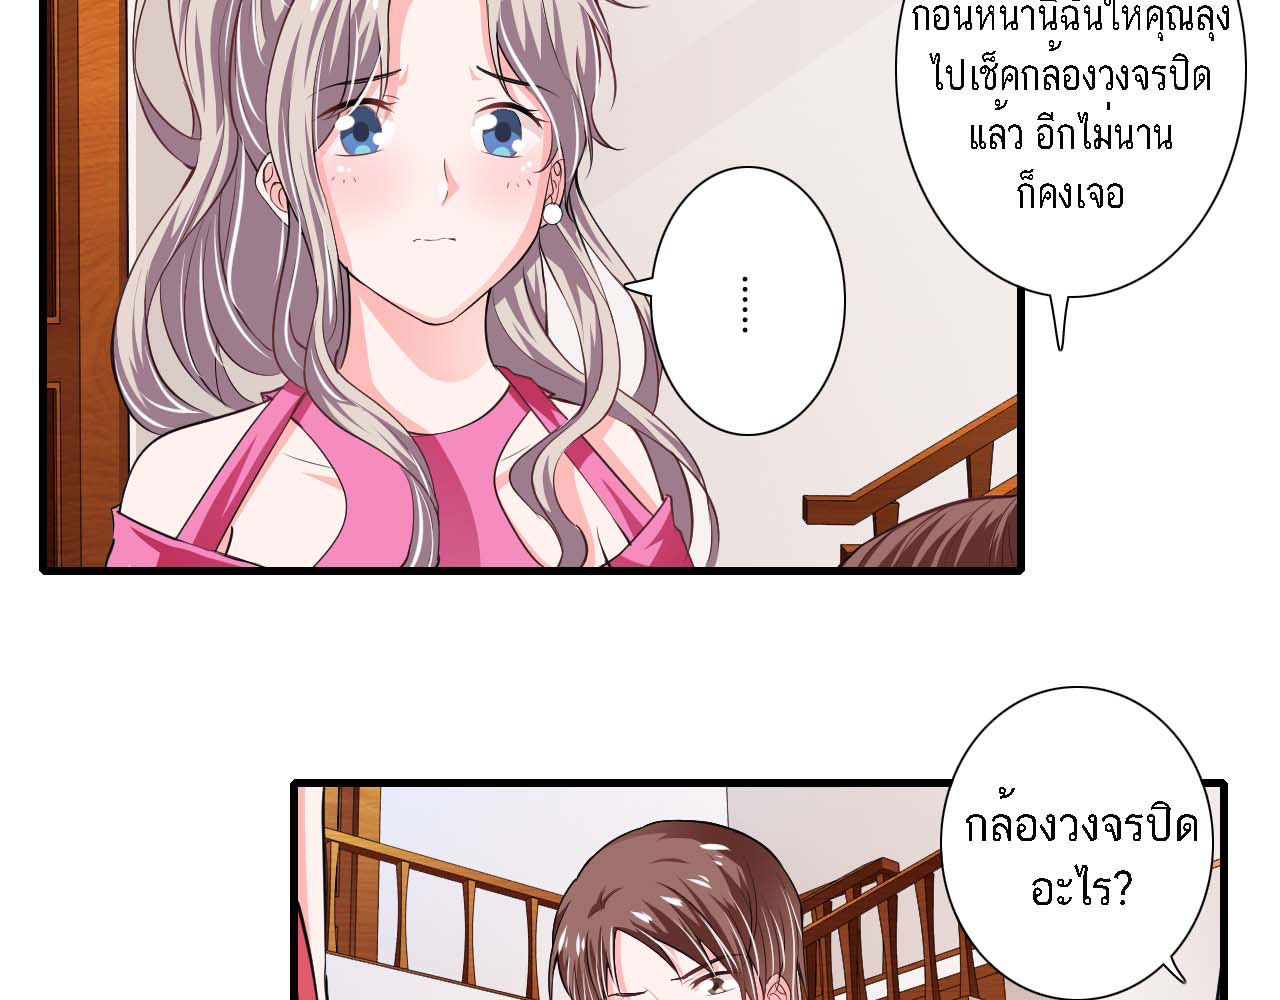 ก่อนหน้านี้ฉันให้คุณลุง
ไปเช็คกล้องวงจรปิด
แล้ว อีกไม่นาน
ก็คงเจอ
......
กล้องวงจรปิด
อะไร?